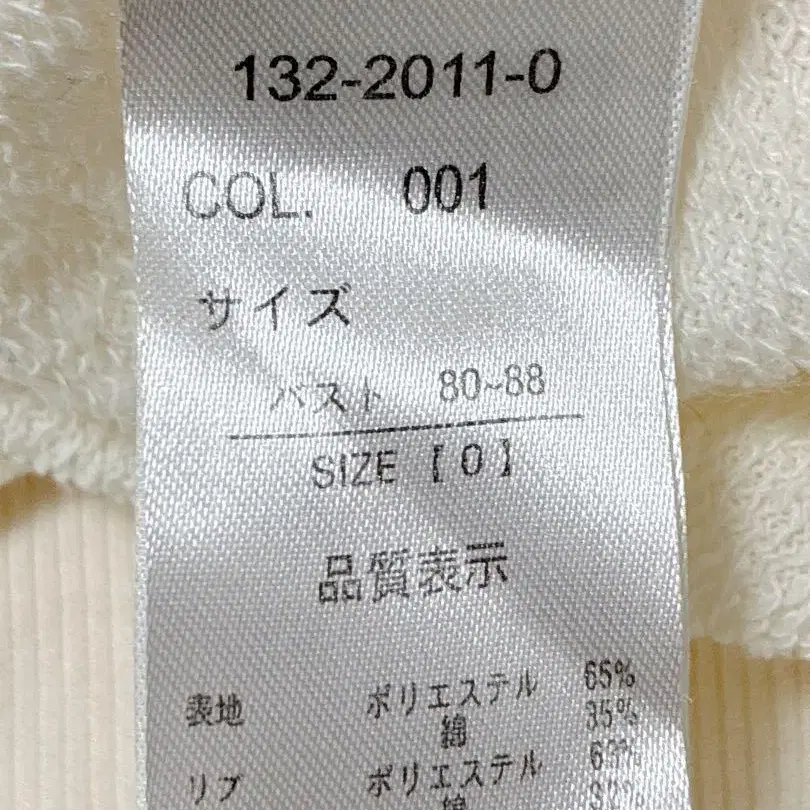 132-2011-0
COL. 001
サイズ
バスト 80~88
SIZE【0】
品質表示
表地 ポリエステル 65%
綿 35%
リブ ポリエステル
綿